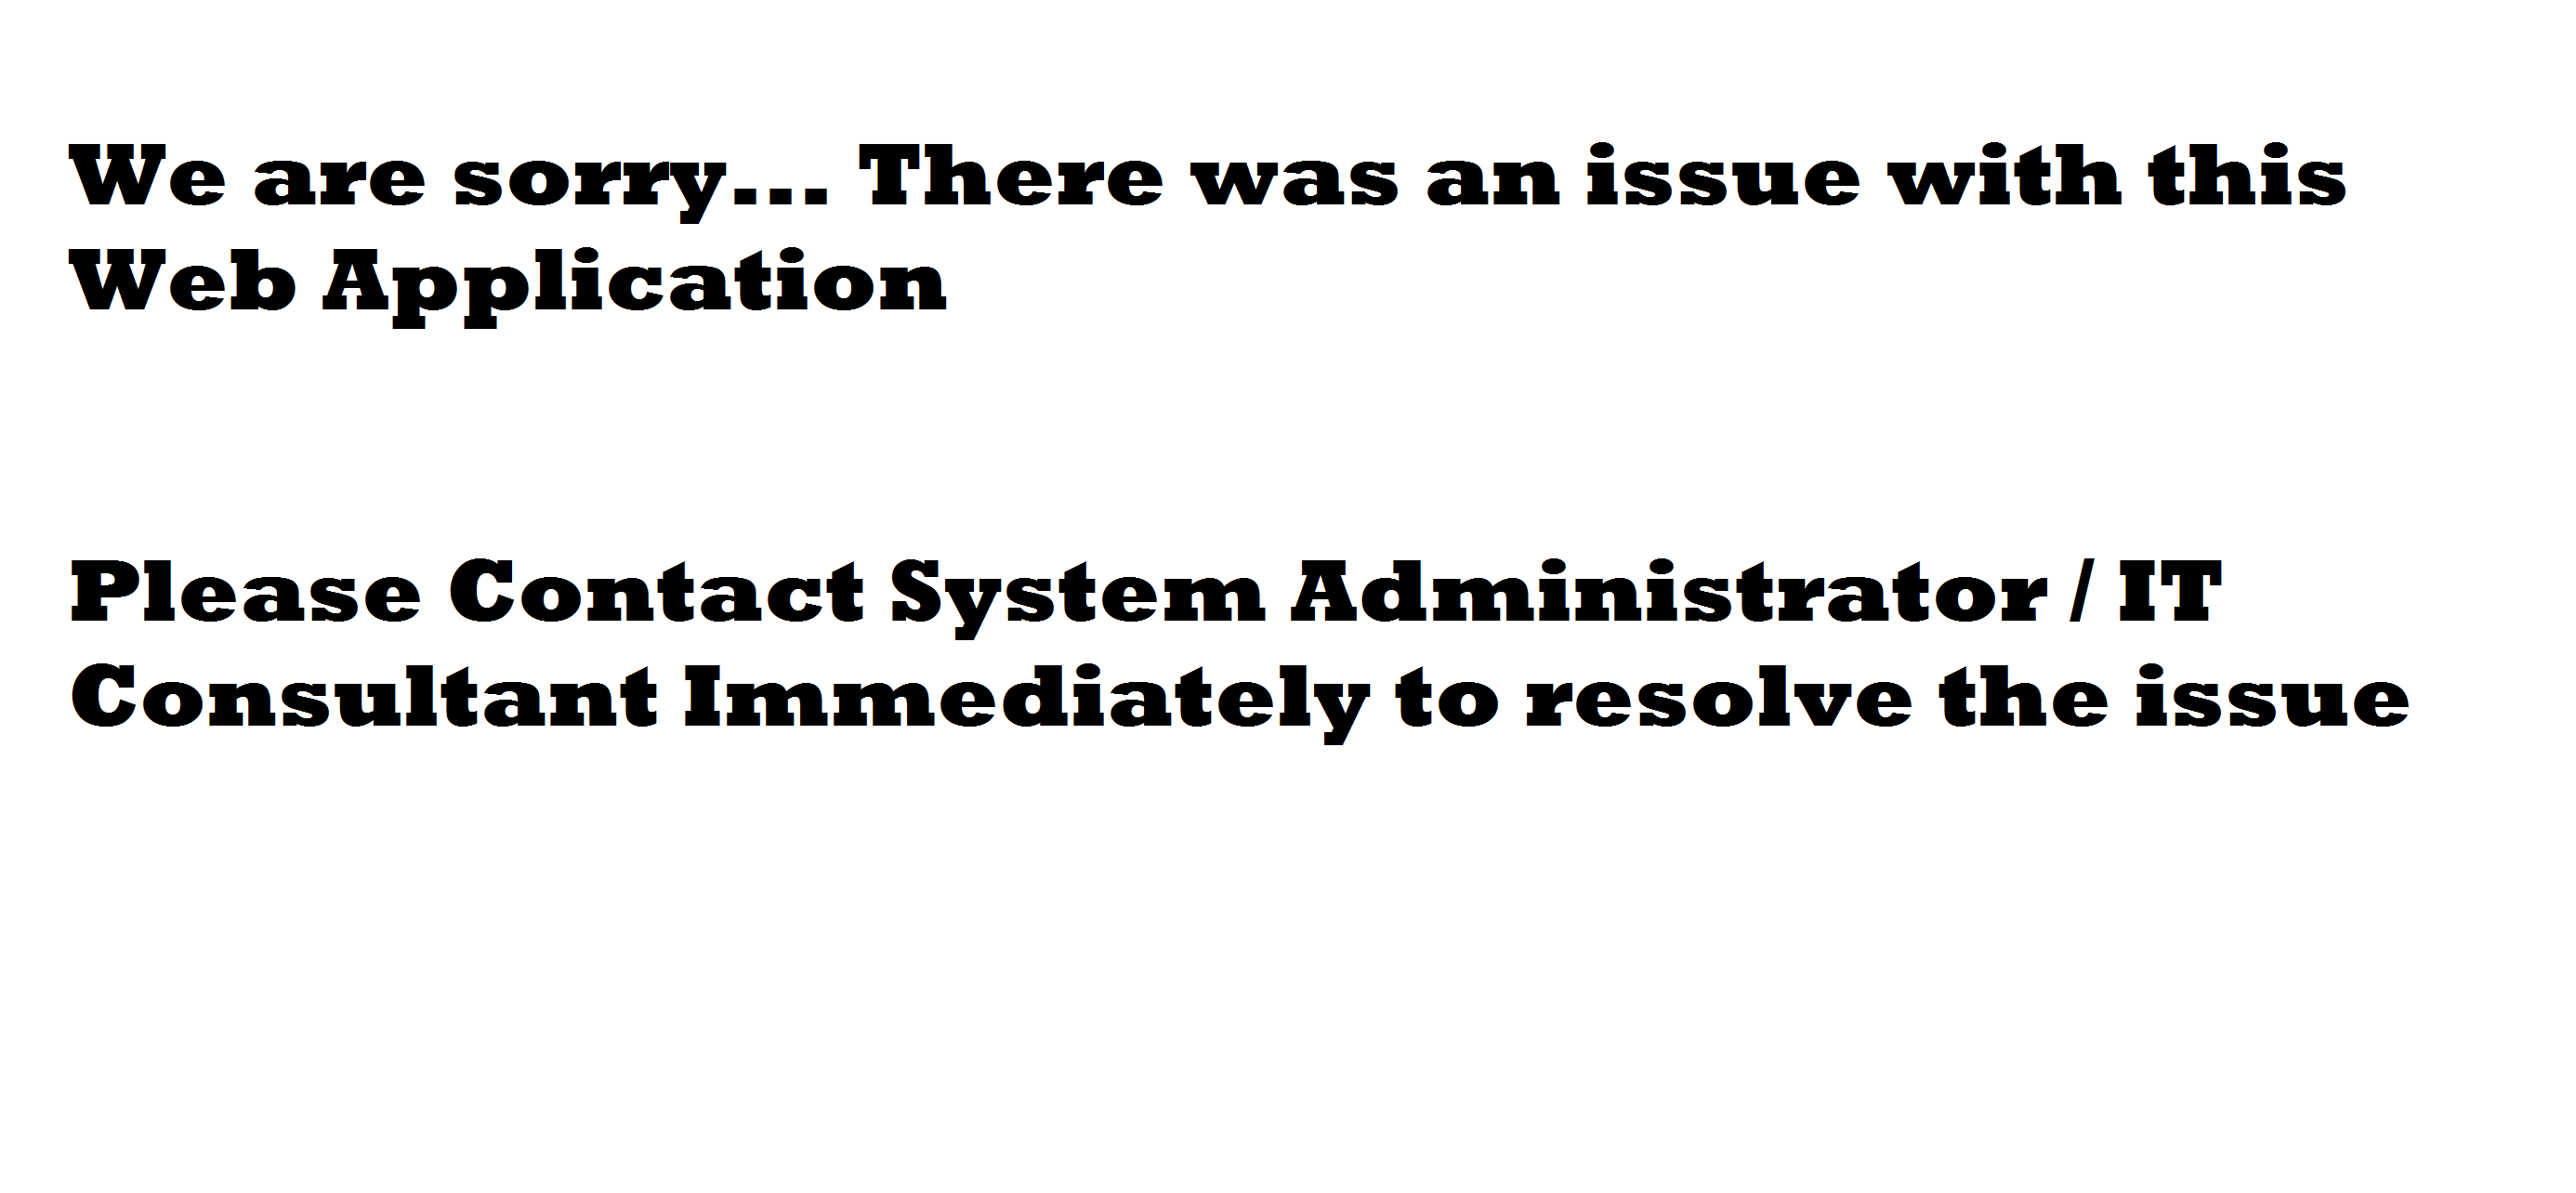 We are sorry... There was an issue with this
Web Application
Please Contact System Administrator / IT
Consultant Immediately to resolve the issue